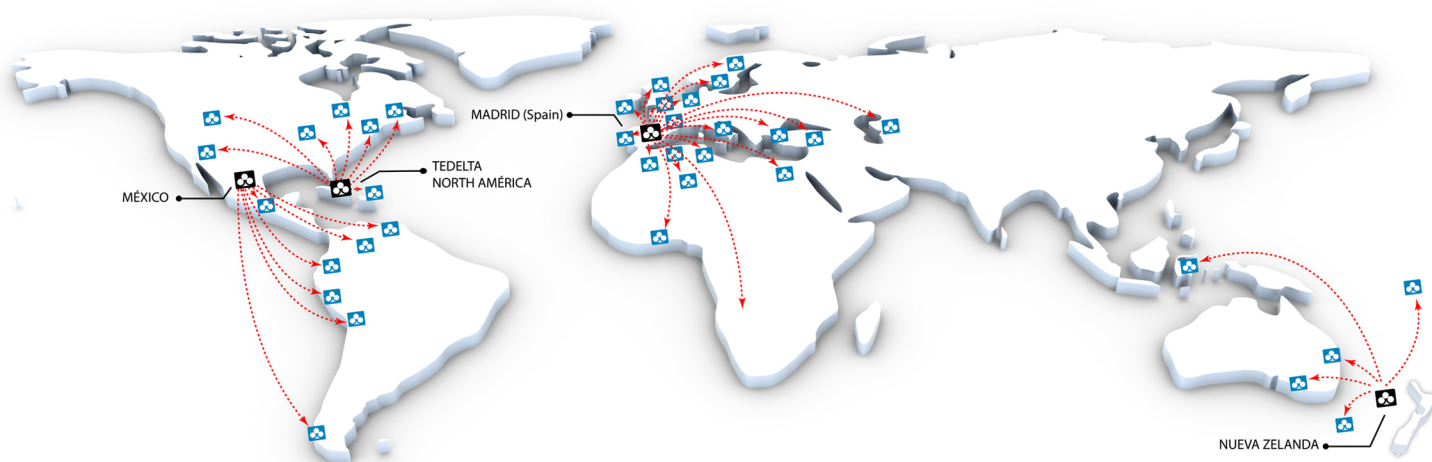 MADRID (Spain)
TEDELTA
NORTH AMÉRICA
MÉXICO
NUEVA ZELANDA